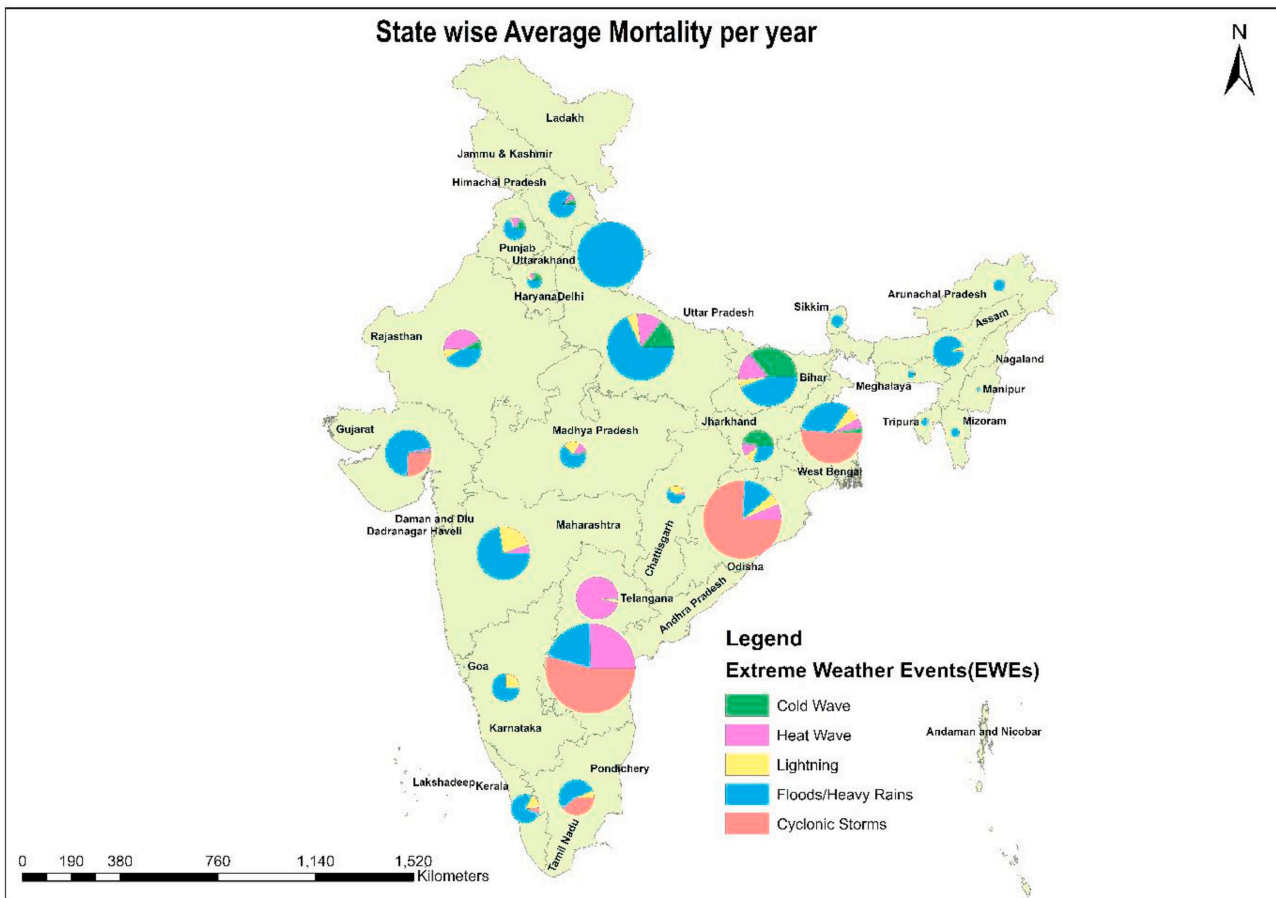 State wise Average Mortality per year
N
Ladakh
Jammu & Kashmir
Himachal Pradesh
Punjab
Uttarakhand
HaryanaDelhi
Uttar Pradesh
Sikkim
Arunachal Pradesh
Assam
Rajasthan
Nagaland
Bihar
Meghalaya
Manipur
Gujarat
Madhya Pradesh
Jharkhand
Tripura
Mizoram
West Bengal
Daman and Diu
Dadranagar Haveli
Maharashtra
Chattisgarh
Odisha
Telangana
Andhra Pradesh
Goa
Karnataka
Pondichery
Lakshadeep
Kerala
Tamil Nadu
Andaman and Nicobar
Legend
Extreme Weather Events(EWEs)
Cold Wave
Heat Wave
Lightning
Floods/Heavy Rains
Cyclonic Storms
0 190 380 760 1,140 1,520
Kilometers